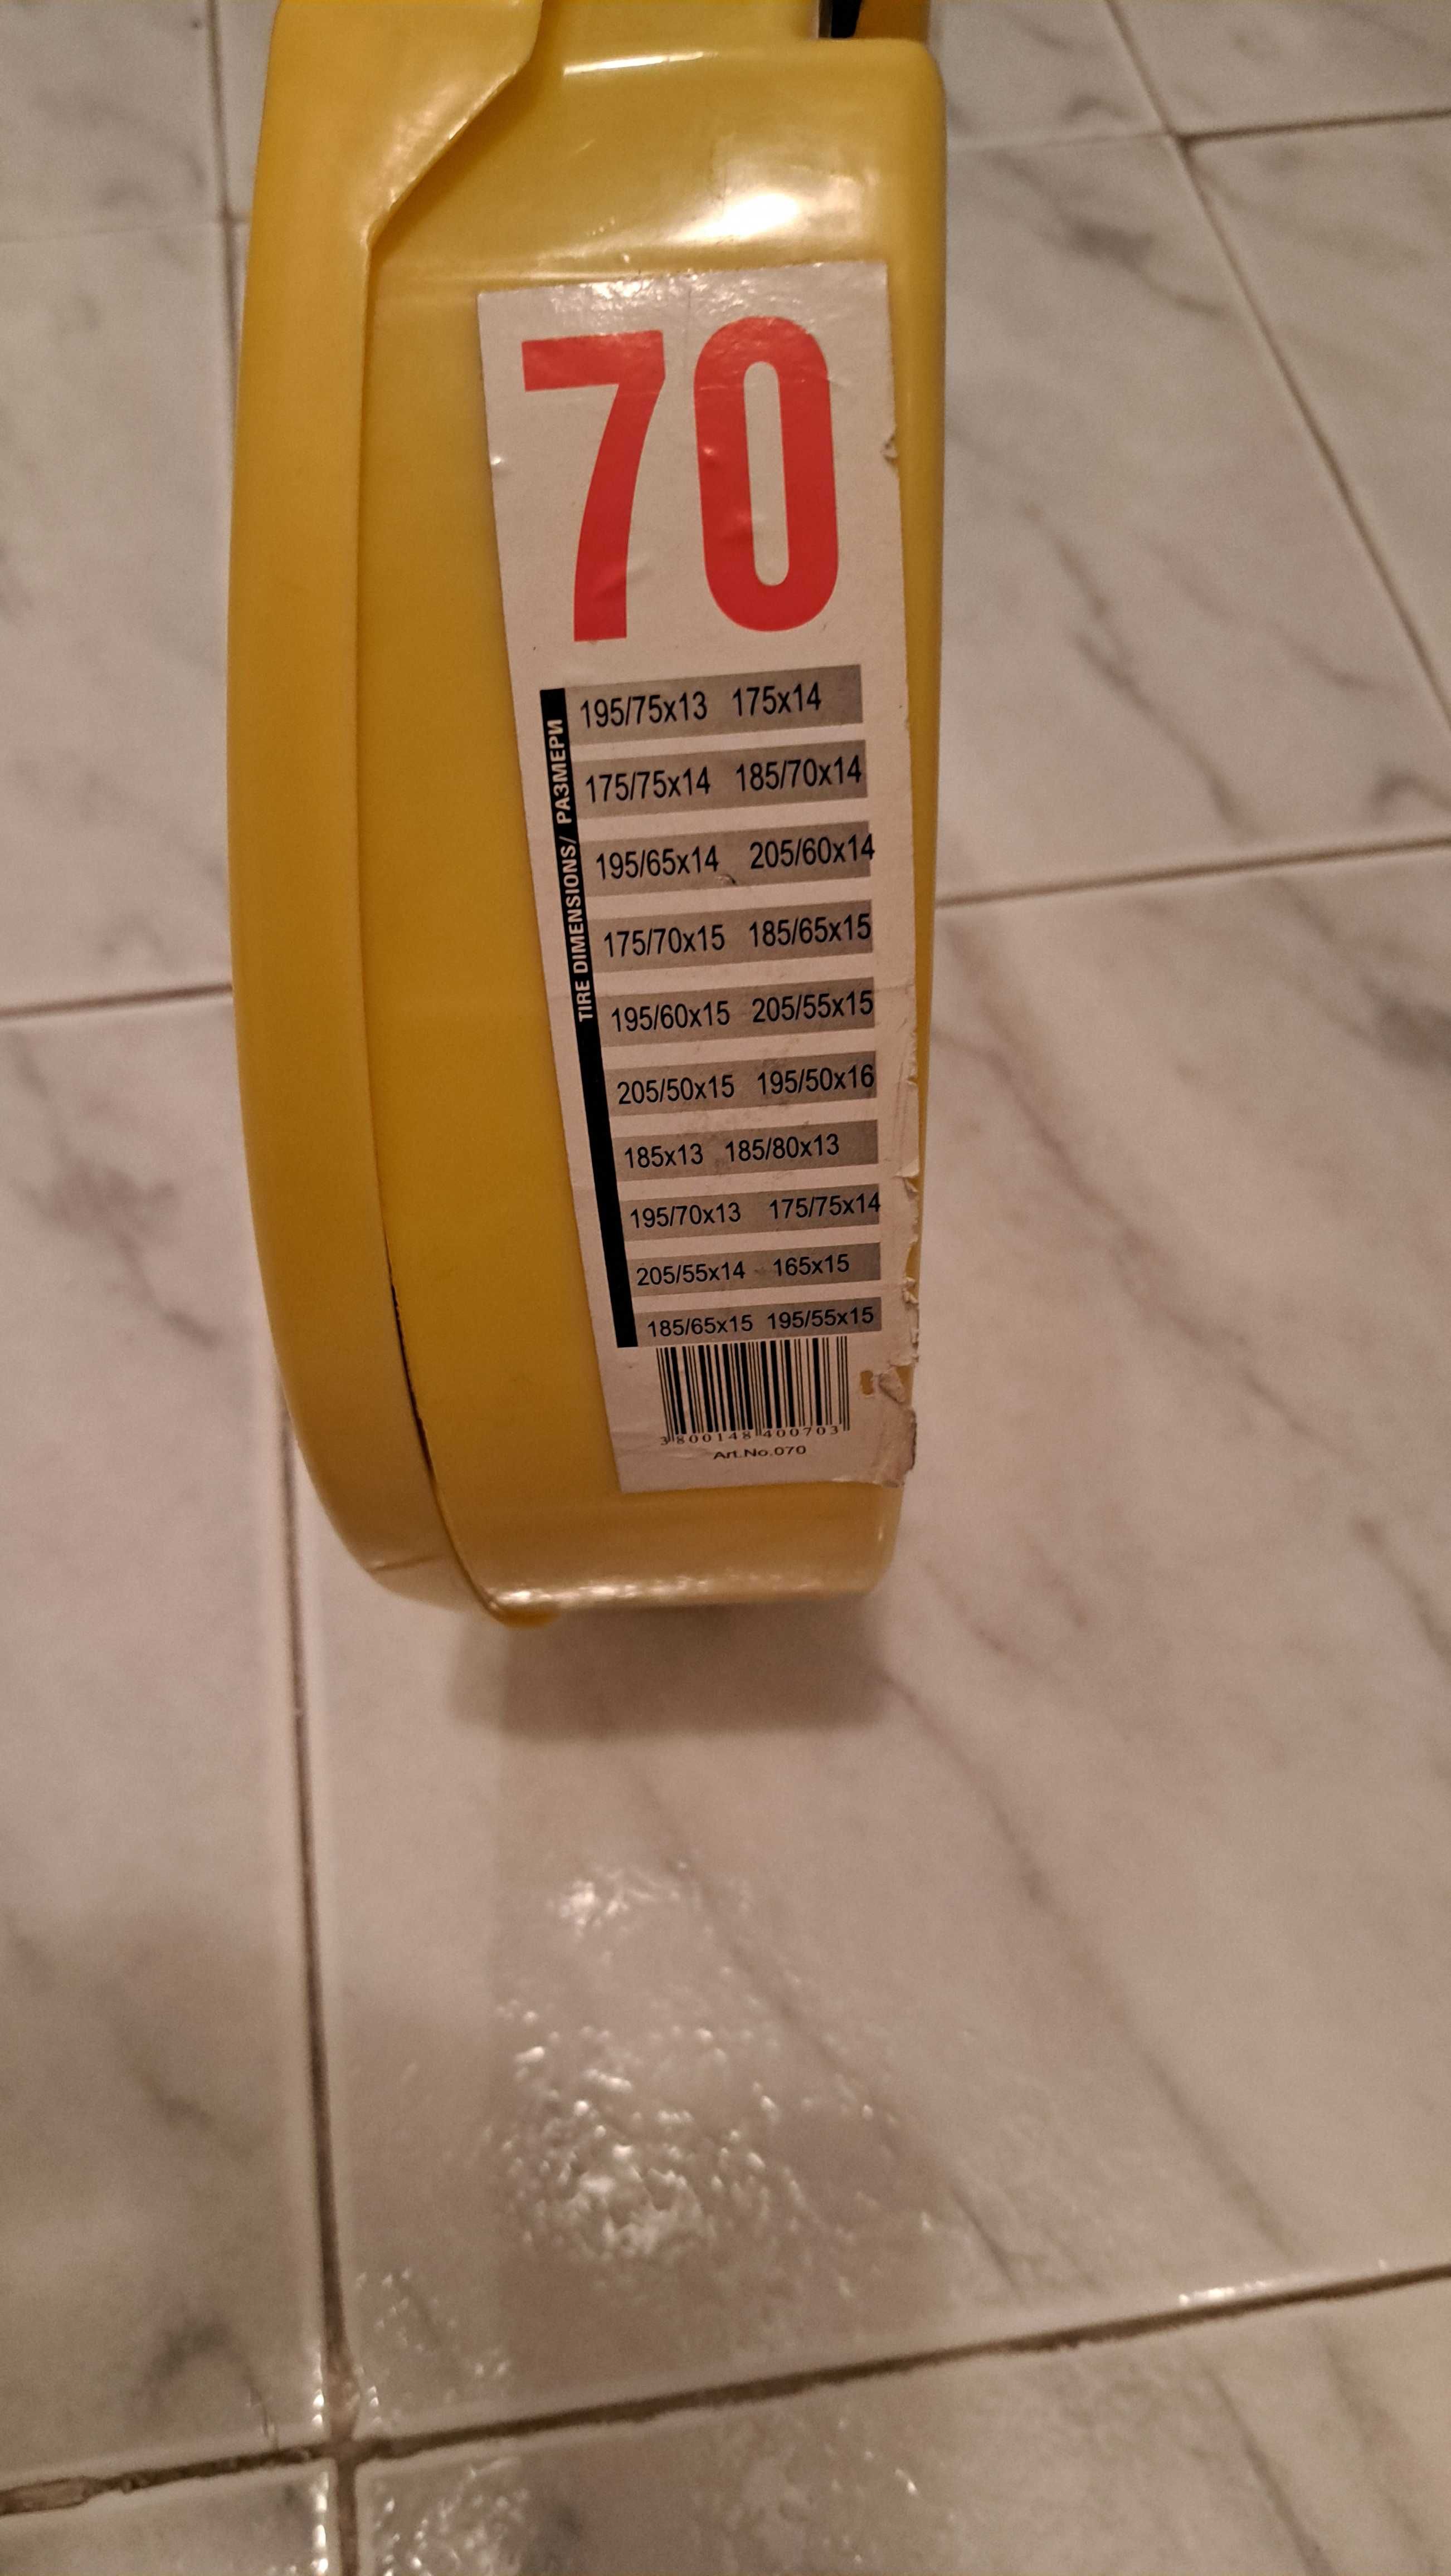 70
TIRE DIMENSIONS/ РАЗМЕРИ
195/75x13 175x14
175/75x14 185/70x14
195/65x14 205/60x14
175/70x15 185/65x15
195/60x15 205/55x15
205/50x15 195/50x16
185x13 185/80x13
195/70x13 175/75x14
205/55x14 165x15
185/65x15 195/55x15
3800148400703
Art.No.070